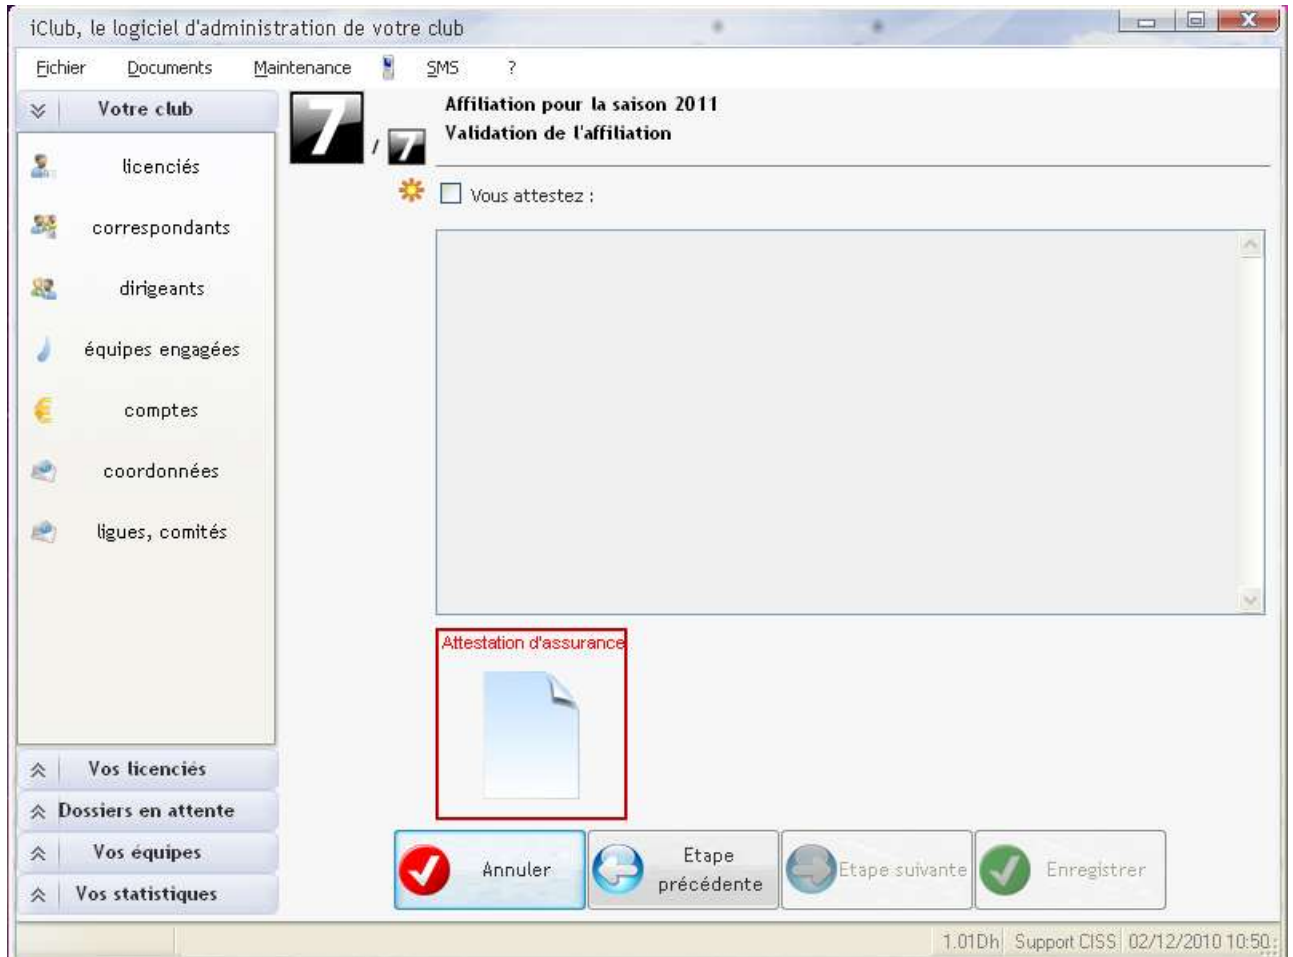 iClub, le logiciel d'administration de votre club
Fichier Documents Maintenance SMS ?
Votre club
licenciés
correspondants
dirigeants
équipes engagées
comptes
coordonnées
ligues, comités
Vos licenciés
Dossiers en attente
Vos équipes
Vos statistiques
7 / 7
Affiliation pour la saison 2011
Validation de l'affiliation
Vous attestez :
Attestation d'assurance
Annuler
Etape
précédente
Etape suivante
Enregistrer
1.01Dh Support CISS 02/12/2010 10:50